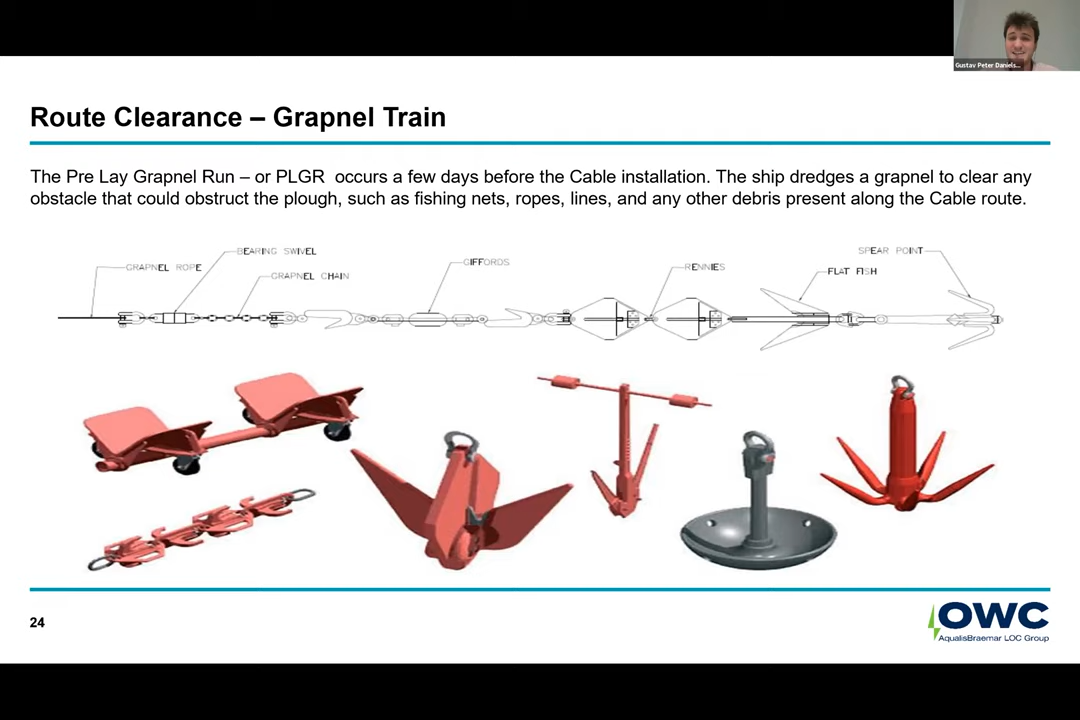 Gustav Peter Daniels...
Route Clearance – Grapnel Train
The Pre Lay Grapnel Run – or PLGR occurs a few days before the Cable installation. The ship dredges a grapnel to clear any
obstacle that could obstruct the plough, such as fishing nets, ropes, lines, and any other debris present along the Cable route.
BEARING SWIVEL
SPEAR POINT
GRAPNEL ROPE
GIFFORDS
RENNIES
FLAT FISH
GRAPNEL CHAIN
24
OWC
AqualisBraemar LOC Group